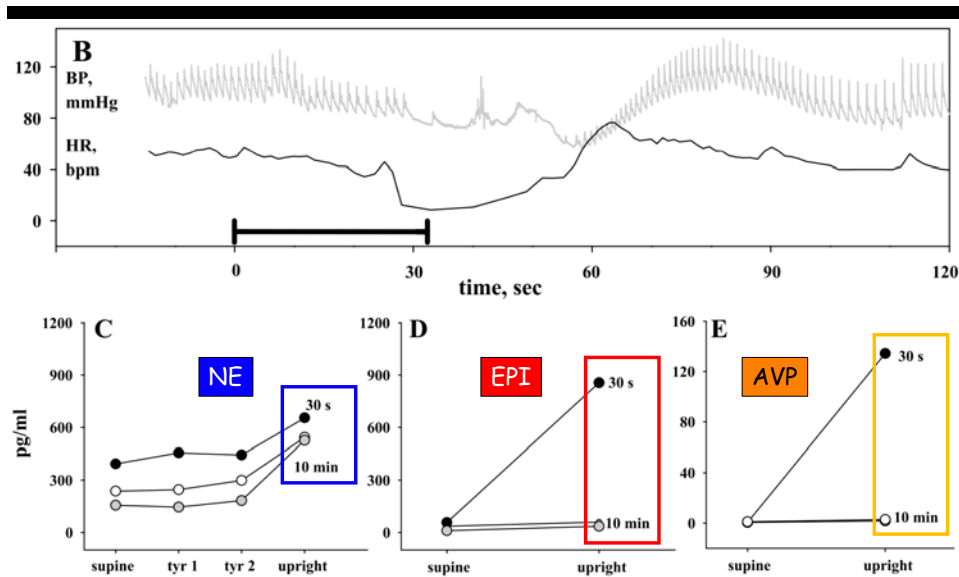 B
BP,
mmHg
HR,
bpm
120
80
40
0
0 30 60 90 120
time, sec
C D E
1200 1200 160
900 900 120
600 600 80
300 300 40
0 0 0
pg/ml
NE EPI AVP
30 s 30 s 30 s
10 min 10 min 10 min
supine tyr 1 tyr 2 upright supine upright supine upright